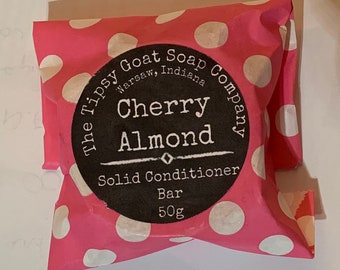 The Tipsy Goat Soap Company
Warsaw, Indiana
Cherry
Almond
Solid Conditioner
Bar
50g